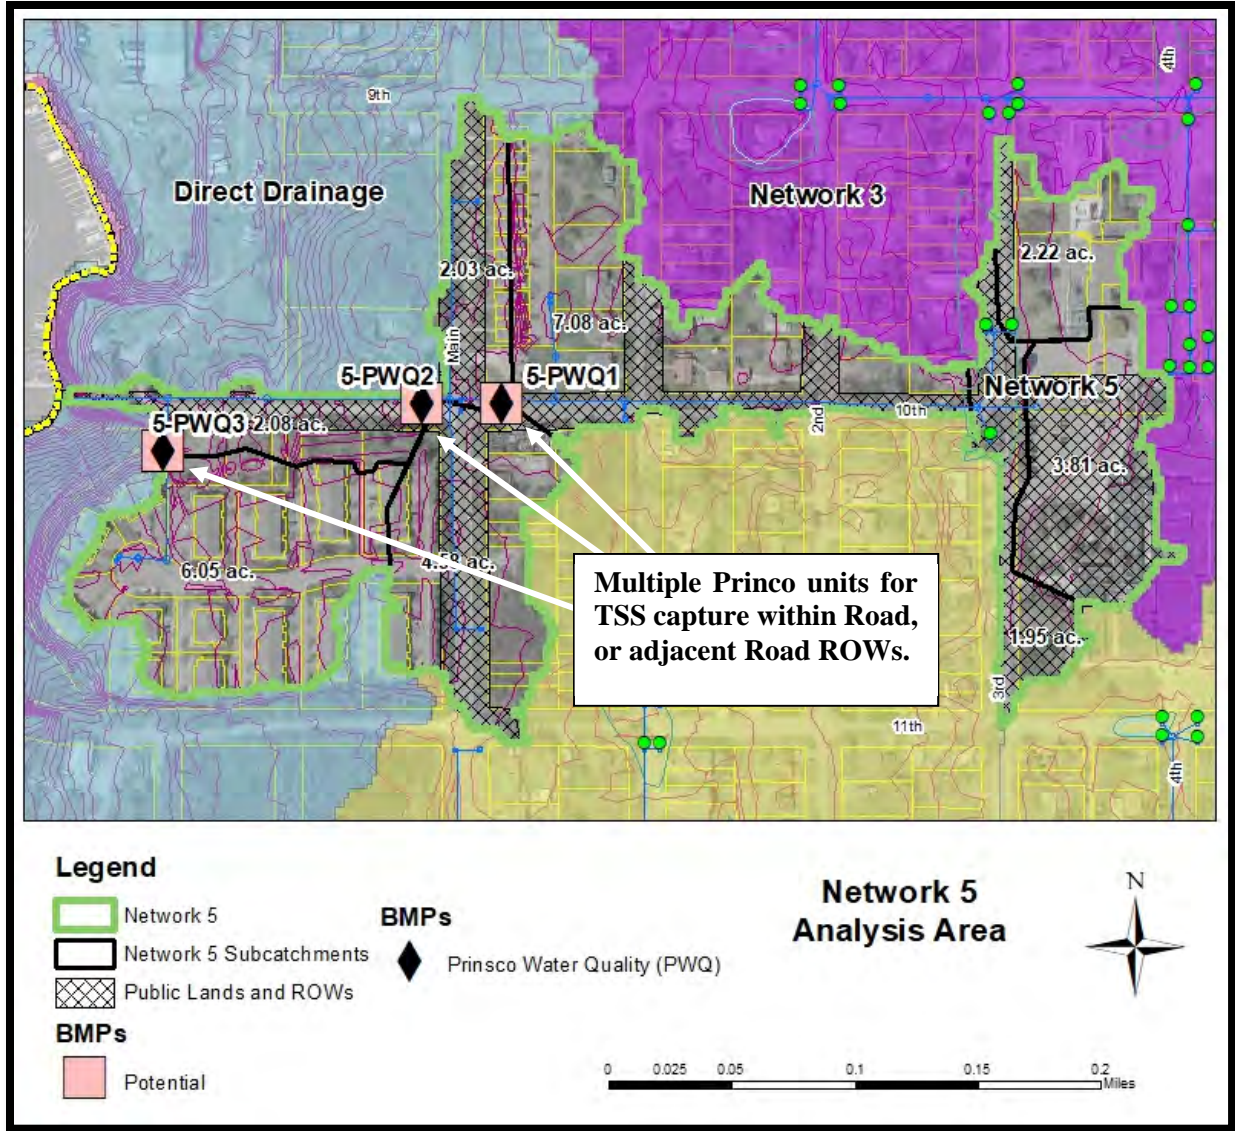 9th
4th
Direct Drainage
Network 3
2.03 ac.
2.22 ac.
7.08 ac.
Main
5-PWQ2
5-PWQ1
Network 5
10th
2nd
5-PWQ3
2.08 ac.
3.81 ac.
6.05 ac.
4.58 ac.
Multiple Princo units for
TSS capture within Road,
or adjacent Road ROWs.
1.95 ac.
3rd
11th
4th
Legend
Network 5
Network 5 Subcatchments
Public Lands and ROWs
BMPs
Potential
BMPs
Prinsco Water Quality (PWQ)
Network 5
Analysis Area
N
0 0.025 0.05 0.1 0.15 0.2
Miles